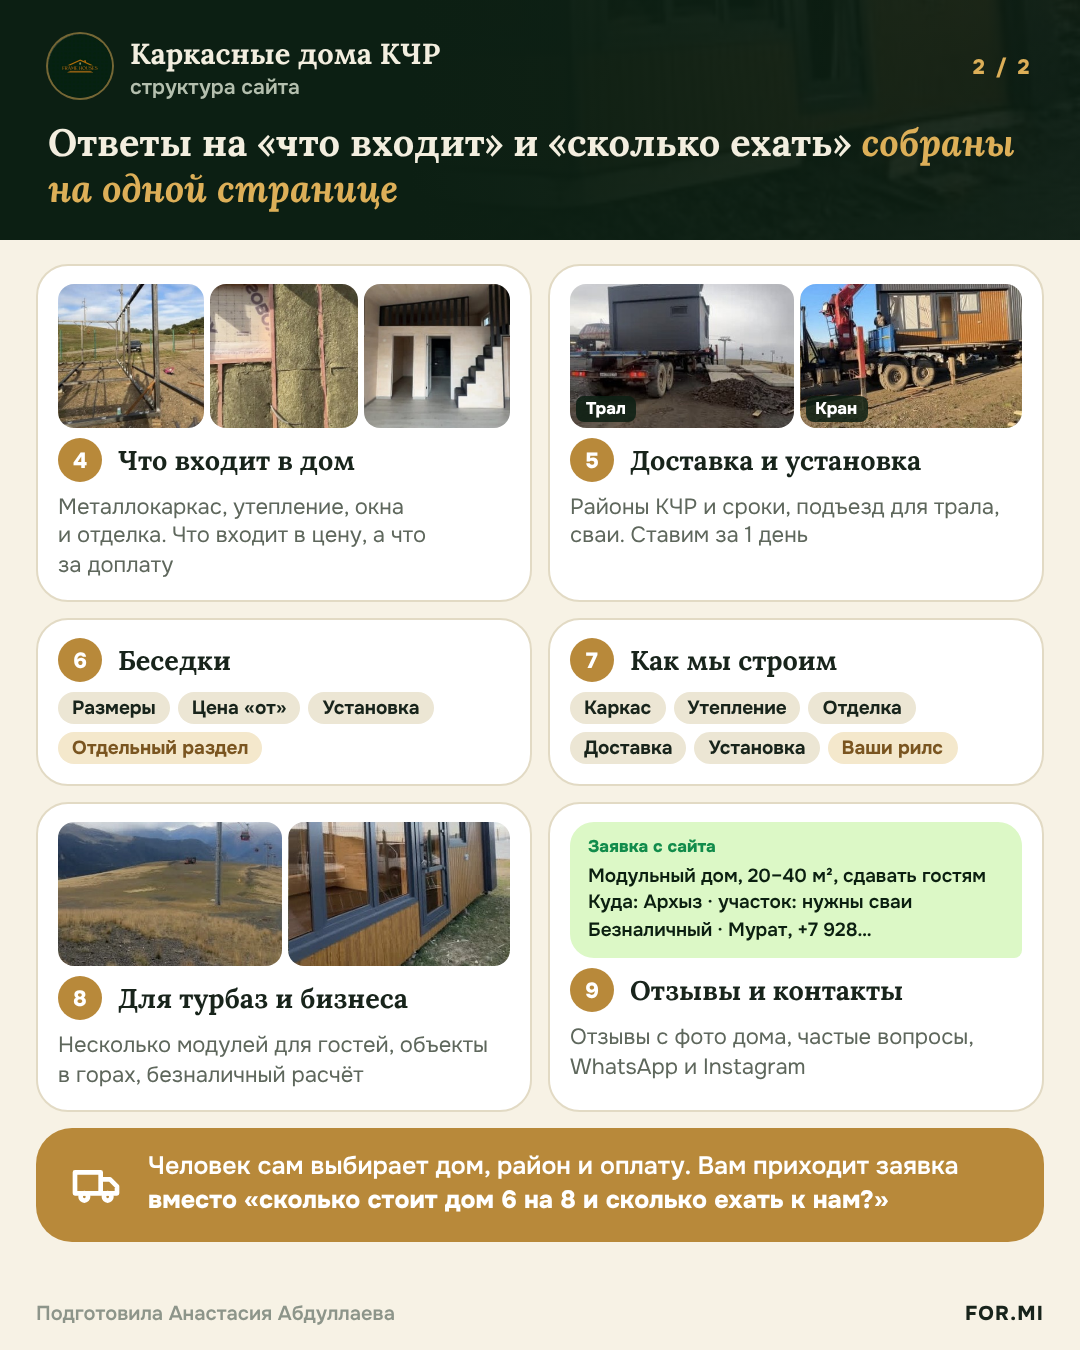 Каркасные дома КЧР
структура сайта
2 / 2
Ответы на «что входит» и «сколько ехать» собраны
на одной странице
4 Что входит в дом
Металлокаркас, утепление, окна
и отделка. Что входит в цену, а что
за доплату
Трал
Кран
5 Доставка и установка
Районы КЧР и сроки, подъезд для трала,
сваи. Ставим за 1 день
6 Беседки
Размеры Цена «от» Установка
Отдельный раздел
7 Как мы строим
Каркас Утепление Отделка
Доставка Установка Ваши рилс
8 Для турбаз и бизнеса
Несколько модулей для гостей, объекты
в горах, безналичный расчёт
Заявка с сайта
Модульный дом, 20–40 м², сдавать гостям
Куда: Архыз · участок: нужны сваи
Безналичный · Мурат, +7 928...
9 Отзывы и контакты
Отзывы с фото дома, частые вопросы,
WhatsApp и Instagram
Человек сам выбирает дом, район и оплату. Вам приходит заявка
вместо «сколько стоит дом 6 на 8 и сколько ехать к нам?»
Подготовила Анастасия Абдуллаева
FOR.MI